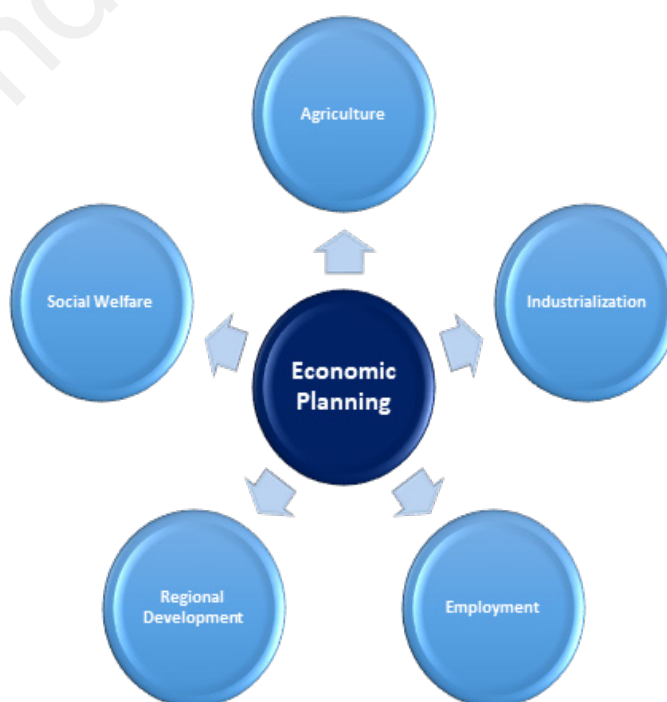 Agriculture
Social Welfare
Industrialization
Economic
Planning
Regional
Development
Employment